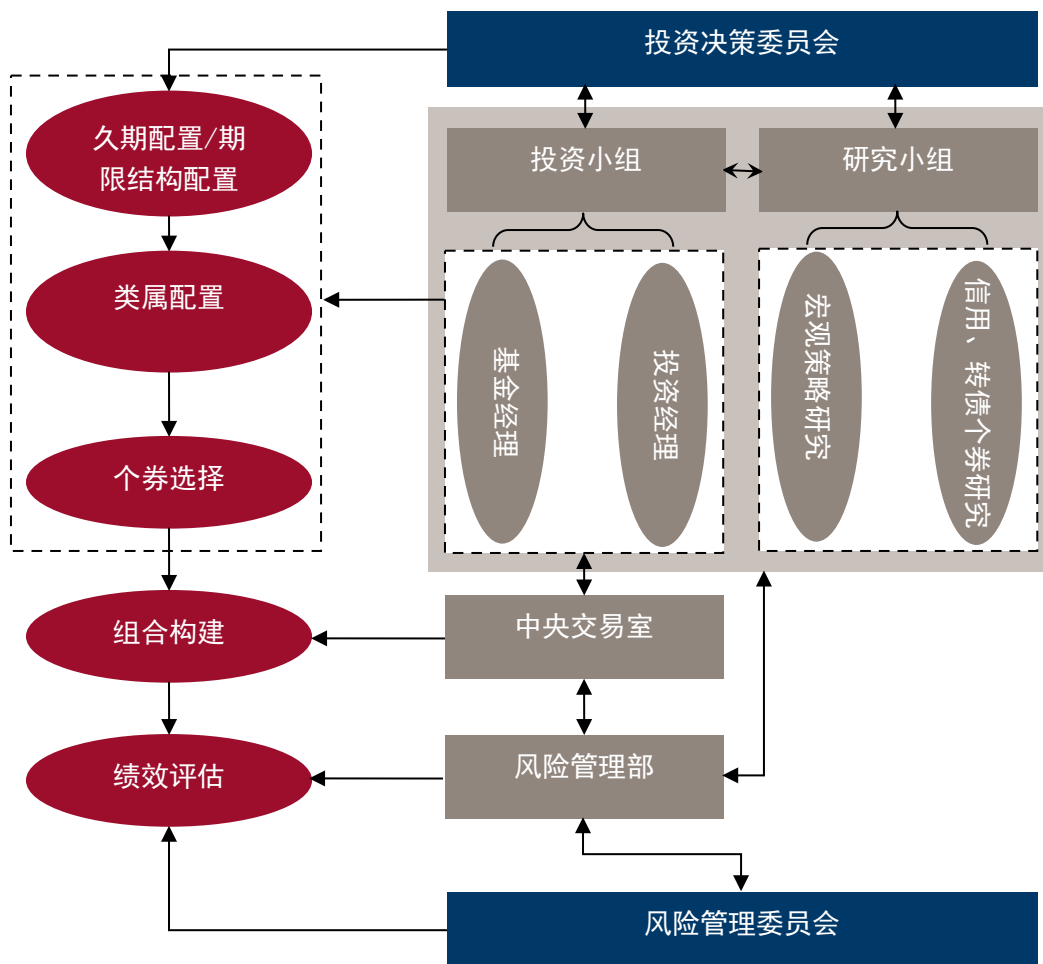 投资决策委员会
久期配置/期
限结构配置
类属配置
个券选择
组合构建
绩效评估
投资小组
研究小组
基金经理
投资经理
宏观策略研究
信用、转债个券研究
中央交易室
风险管理部
风险管理委员会